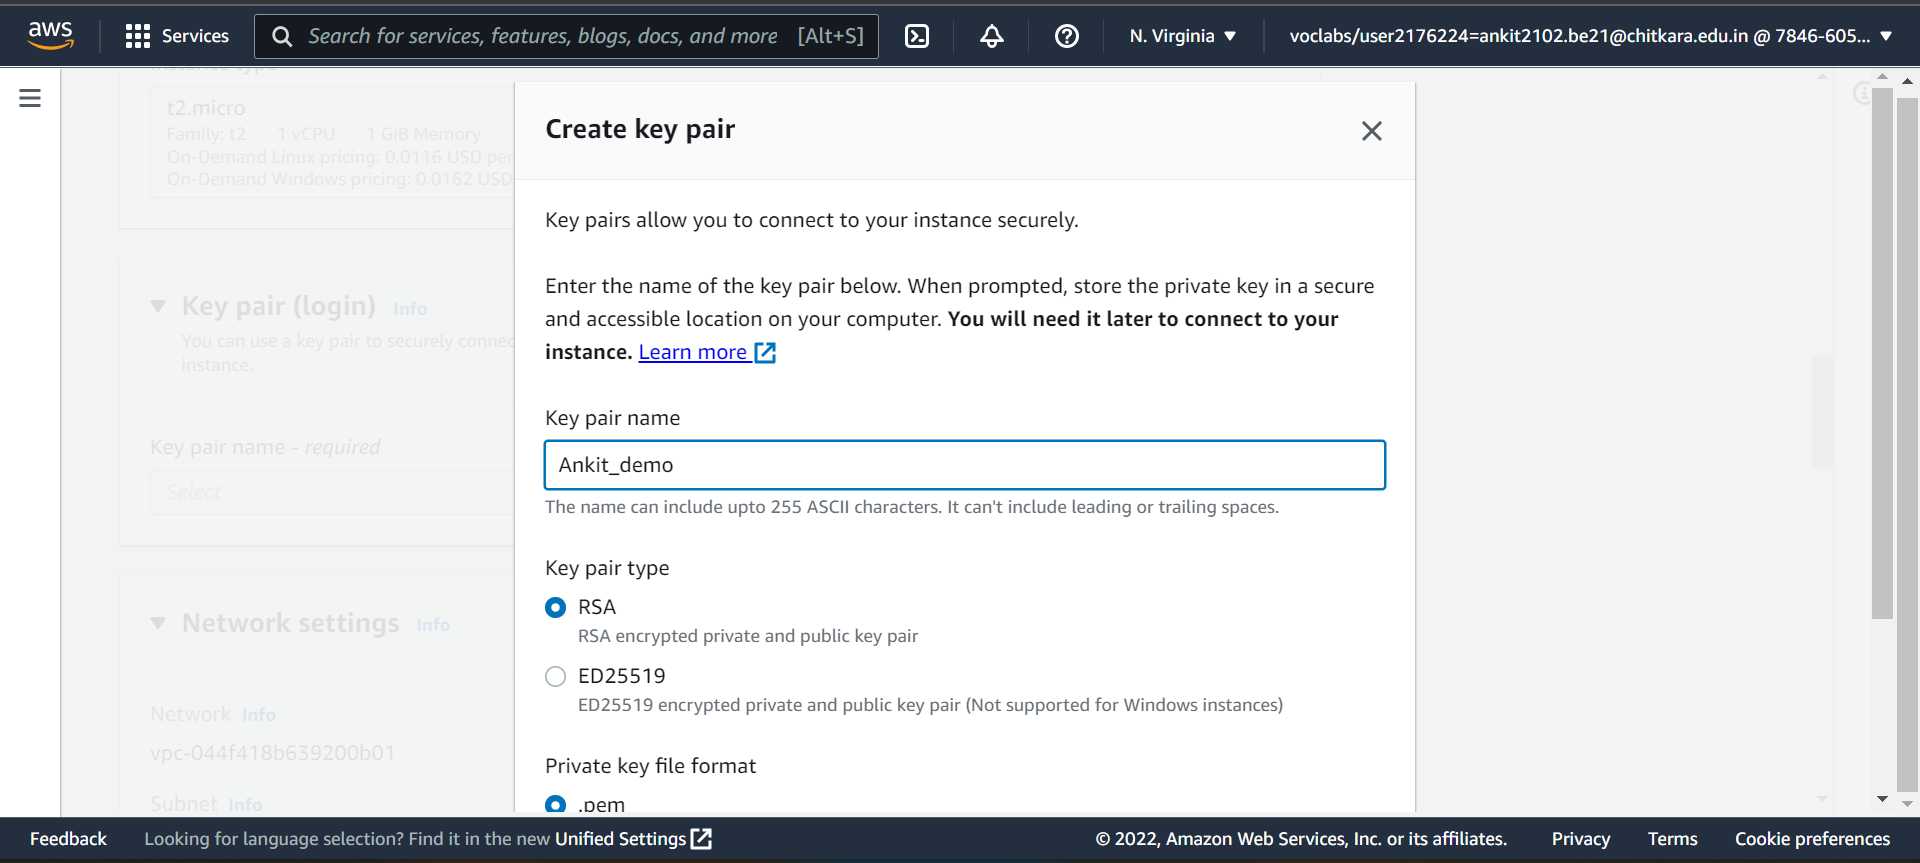 aws
Services
Search for services, features, blogs, docs, and more [Alt+S]
N. Virginia
voclabs/user2176224=ankit2102.be21@chitkara.edu.in @ 7846-605...
Instance type
t2.micro
Family: t2 1 vCPU 1 GiB Memory
On-Demand Linux pricing: 0.0116 USD per
On-Demand Windows pricing: 0.0162 USD
Key pair (login) Info
You can use a key pair to securely connec
instance.
Key pair name - required
Select
Network settings Info
Network Info
vpc-044f418b639200b01
Subnet Info
Create key pair
Key pairs allow you to connect to your instance securely.
Enter the name of the key pair below. When prompted, store the private key in a secure
and accessible location on your computer. You will need it later to connect to your
instance. Learn more
Key pair name
Ankit_demo
The name can include upto 255 ASCII characters. It can't include leading or trailing spaces.
Key pair type
RSA
RSA encrypted private and public key pair
ED25519
ED25519 encrypted private and public key pair (Not supported for Windows instances)
Private key file format
.pem
Feedback
Looking for language selection? Find it in the new Unified Settings
© 2022, Amazon Web Services, Inc. or its affiliates.
Privacy
Terms
Cookie preferences